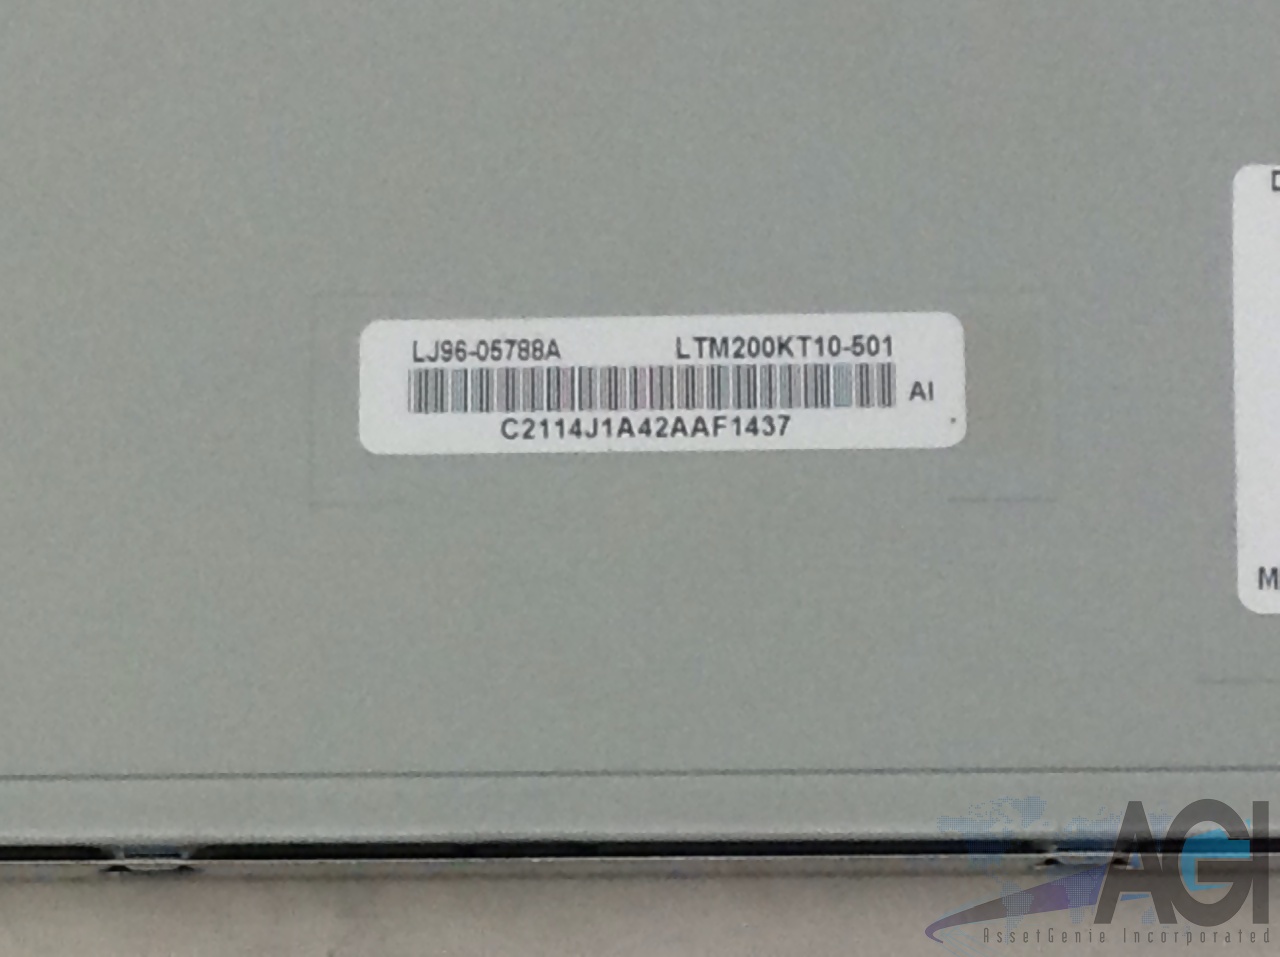 LJ96-05788A LTM200KT10-501
AI
C2114J1A42AAF1437
M
AGI
AssetGenie Incorporated